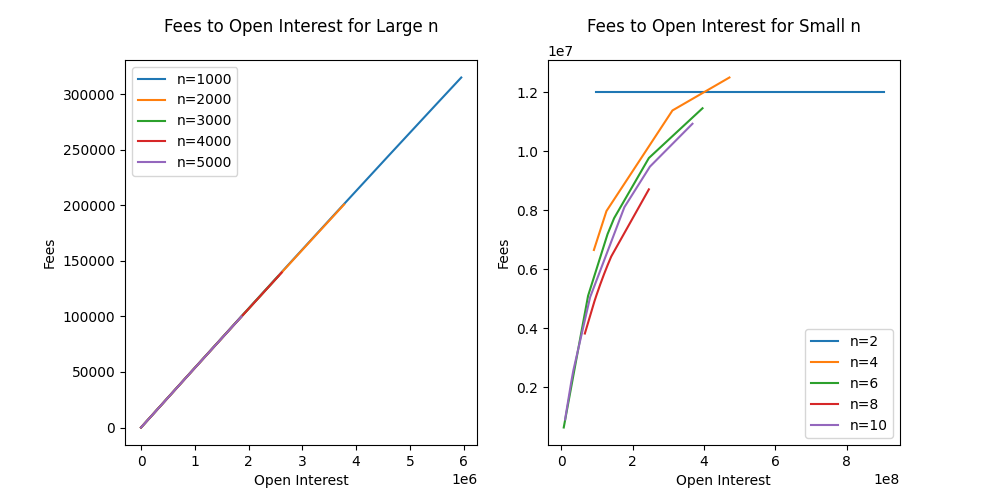 Fees to Open Interest for Large n
Fees
300000
250000
200000
150000
100000
50000
0
0 1 2 3 4 5 6
1e6
Open Interest
n=1000
n=2000
n=3000
n=4000
n=5000
Fees to Open Interest for Small n
1e7
Fees
1.2
1.0
0.8
0.6
0.4
0.2
0 2 4 6 8
1e8
Open Interest
n=2
n=4
n=6
n=8
n=10